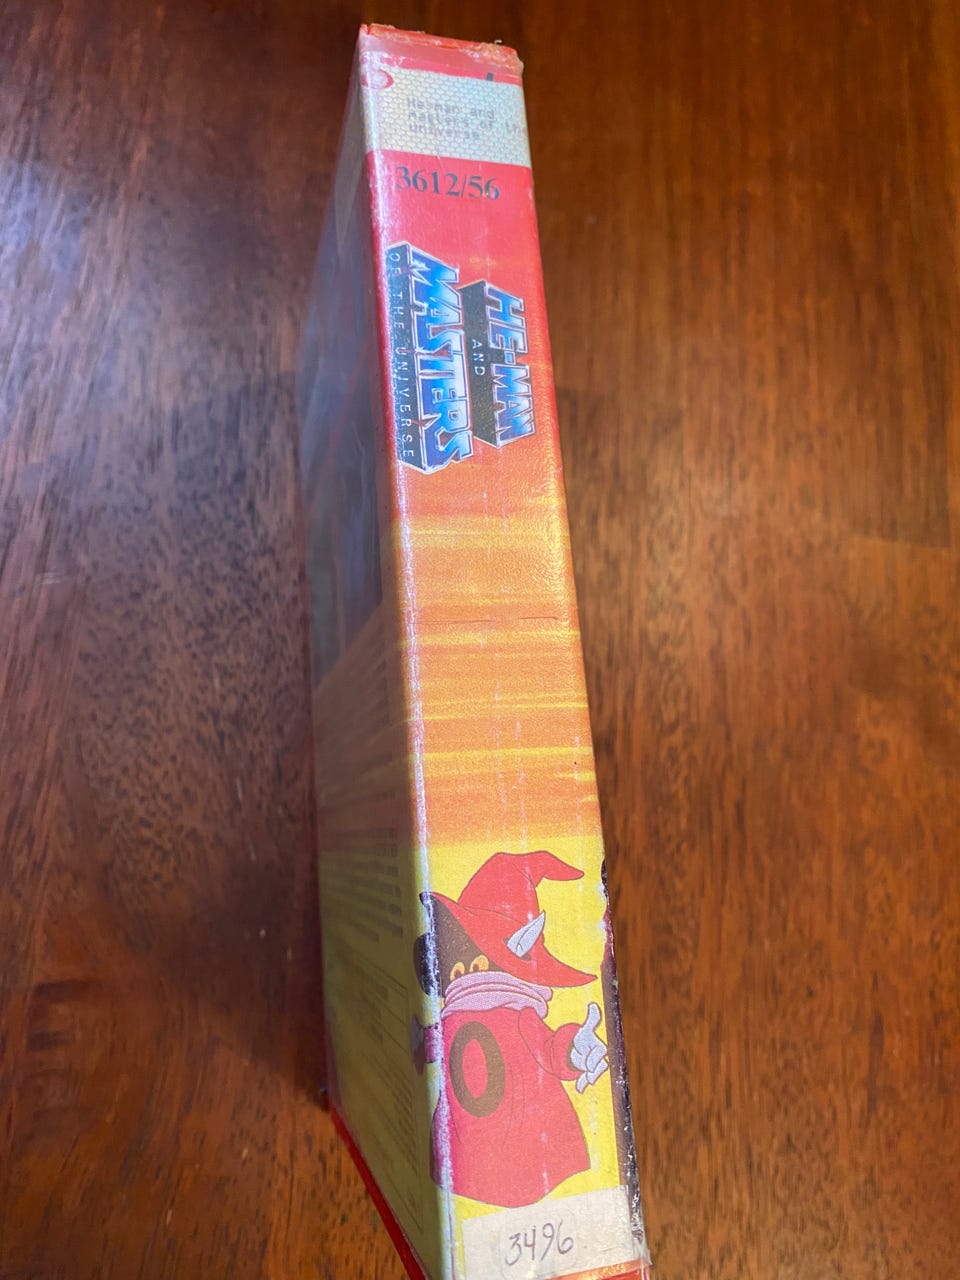 He-man and
masters of the
universe
3612/56
HE-MAN
AND
MASTERS
OF THE UNIVERSE
3496